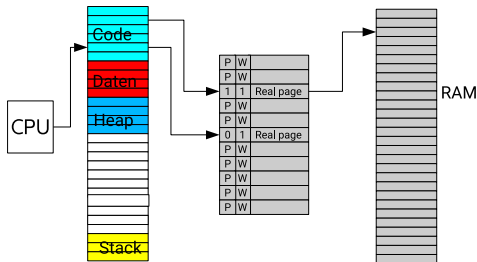 CPU
Code
Daten
Heap
Stack
P W
P W
1 1 Real page
P W
P W
0 1 Real page
P W
P W
P W
P W
P W
RAM